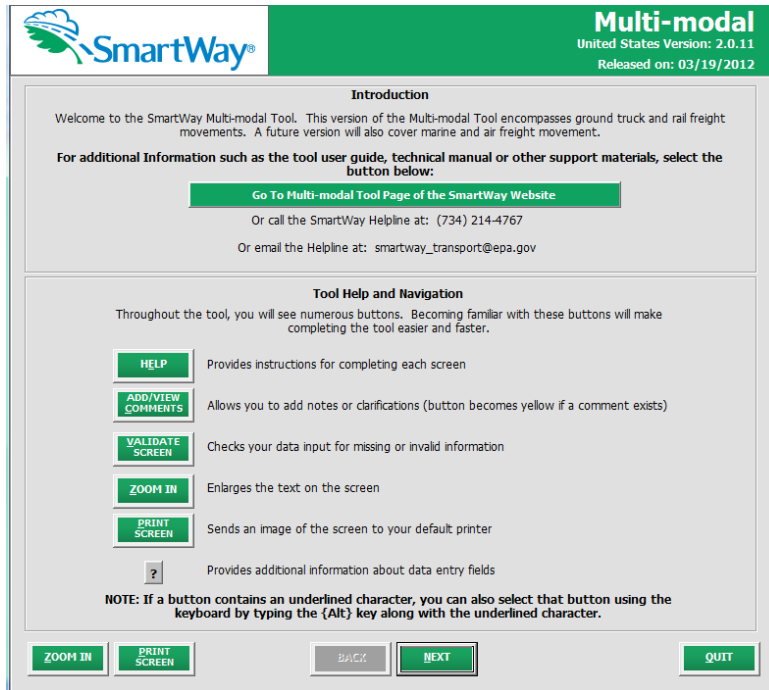 SmartWay®
Multi-modal
United States Version: 2.0.11
Released on: 03/19/2012
Introduction
Welcome to the SmartWay Multi-modal Tool. This version of the Multi-modal Tool encompasses ground truck and rail freight
movements. A future version will also cover marine and air freight movement.
For additional Information such as the tool user guide, technical manual or other support materials, select the
button below:
Go To Multi-modal Tool Page of the SmartWay Website
Or call the SmartWay Helpline at: (734) 214-4767
Or email the Helpline at: smartway_transport@epa.gov
Tool Help and Navigation
Throughout the tool, you will see numerous buttons. Becoming familiar with these buttons will make
completing the tool easier and faster.
HELP
Provides instructions for completing each screen
ADD/VIEW
COMMENTS
Allows you to add notes or clarifications (button becomes yellow if a comment exists)
VALIDATE
SCREEN
Checks your data input for missing or invalid information
ZOOM IN
Enlarges the text on the screen
PRINT
SCREEN
Sends an image of the screen to your default printer
?
Provides additional information about data entry fields
NOTE: If a button contains an underlined character, you can also select that button using the
keyboard by typing the {Alt} key along with the underlined character.
ZOOM IN
PRINT
SCREEN
BACK
NEXT
QUIT